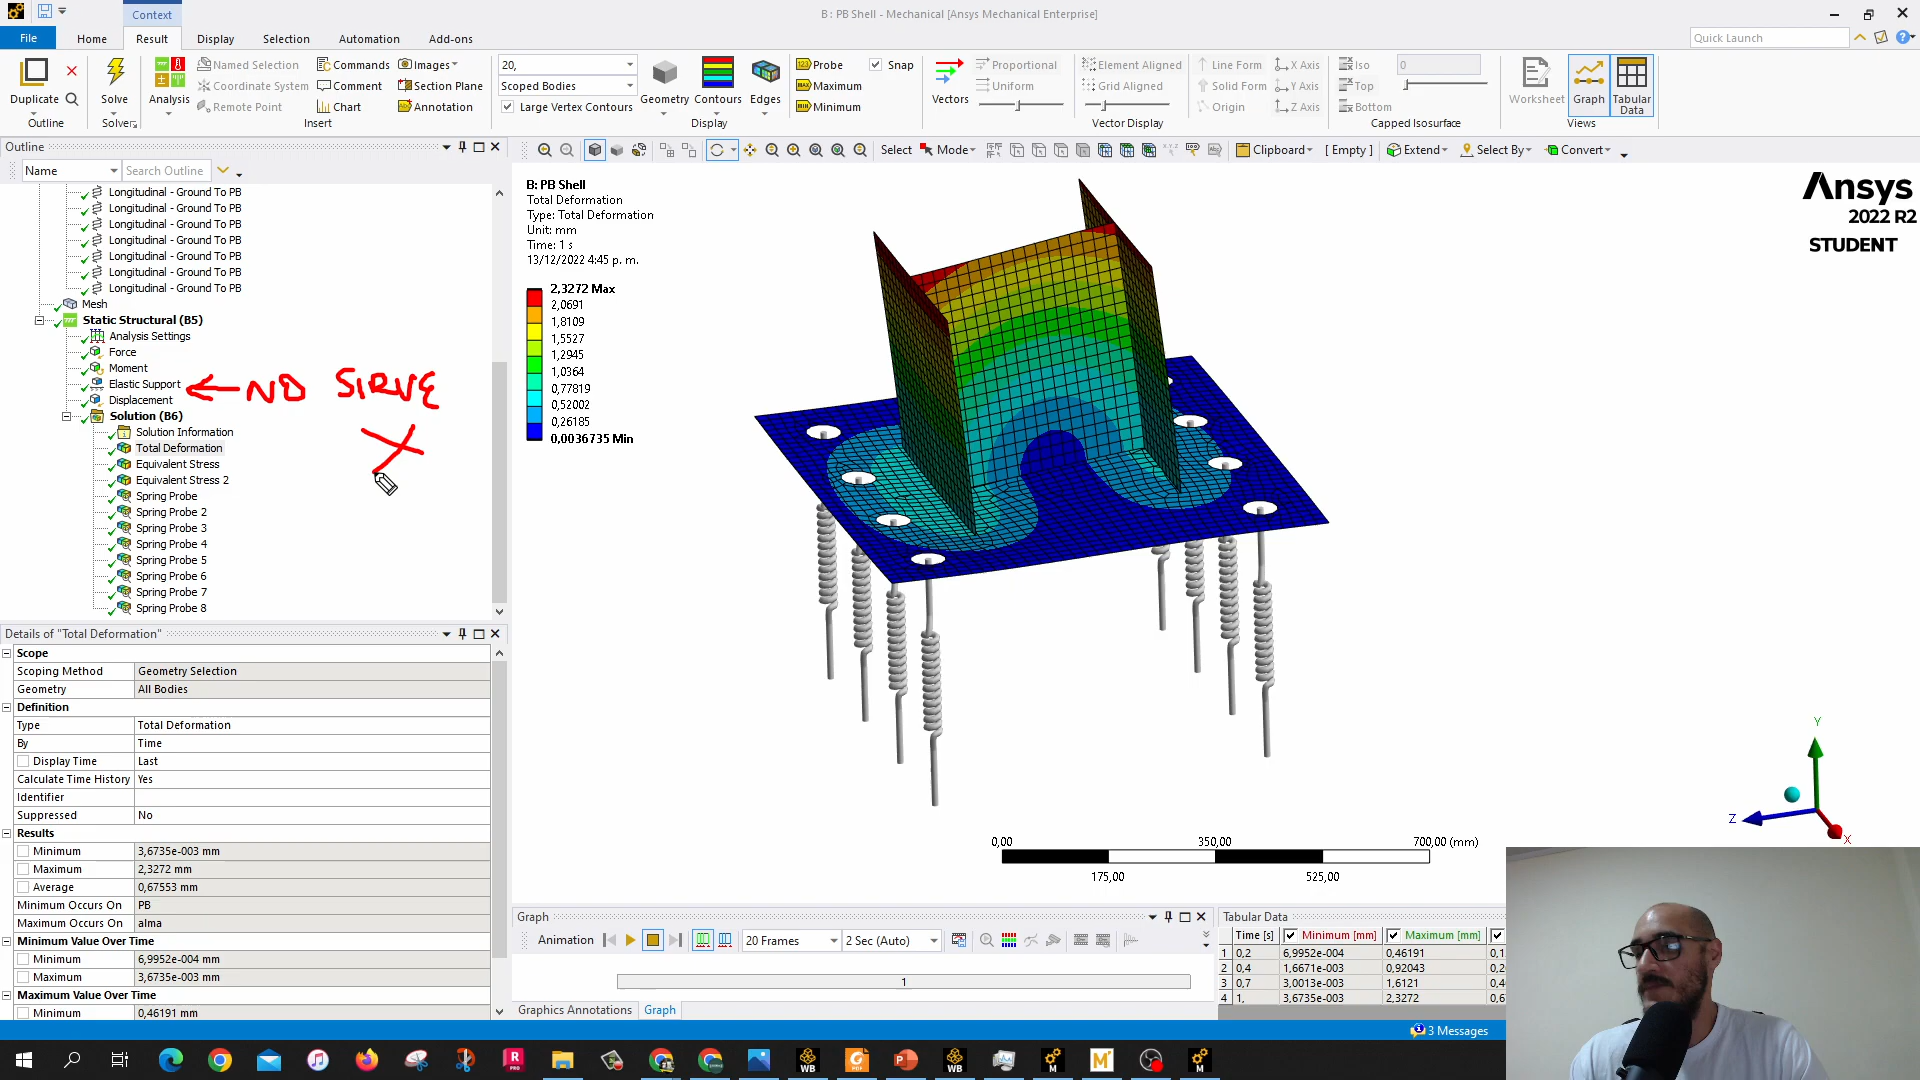 Context
B : PB Shell - Mechanical [Ansys Mechanical Enterprise]
File
Home
Result
Display
Selection
Automation
Add-ons
Quick Launch
Duplicate
Outline
Solve
Solver
Analysis
Named Selection
Coordinate System
Remote Point
Commands
Comment
Chart
Images
Section Plane
Annotation
Insert
20,
Scoped Bodies
Large Vertex Contours
Geometry
Contours
Edges
Display
Probe
Snap
Maximum
Minimum
Vectors
Proportional
Uniform
Element Aligned
Grid Aligned
Line Form
Solid Form
Origin
X Axis
Y Axis
Z Axis
Vector Display
Iso
0
Top
Bottom
Capped Isosurface
Worksheet
Graph
Tabular Data
Views
Outline
Name
Search Outline
Select
Mode
Clipboard
[ Empty ]
Extend
Select By
Convert
Longitudinal - Ground To PB
Longitudinal - Ground To PB
Longitudinal - Ground To PB
Longitudinal - Ground To PB
Longitudinal - Ground To PB
Longitudinal - Ground To PB
Longitudinal - Ground To PB
Mesh
Static Structural (B5)
Analysis Settings
Force
Moment
Elastic Support
Displacement
Solution (B6)
Solution Information
Total Deformation
Equivalent Stress
Equivalent Stress 2
Spring Probe
Spring Probe 2
Spring Probe 3
Spring Probe 4
Spring Probe 5
Spring Probe 6
Spring Probe 7
Spring Probe 8
NO SIRVE
B: PB Shell
Total Deformation
Type: Total Deformation
Unit: mm
Time: 1 s
13/12/2022 4:45 p. m.
2,3272 Max
2,0691
1,8109
1,5527
1,2945
1,0364
0,77819
0,52002
0,26185
0,0036735 Min
Ansys
2022 R2
STUDENT
Y
Z
X
0,00
350,00
700,00 (mm)
175,00
525,00
Details of "Total Deformation"
Scope
Scoping Method Geometry Selection
Geometry All Bodies
Definition
Type Total Deformation
By Time
Display Time Last
Calculate Time History Yes
Identifier
Suppressed No
Results
Minimum 3,6735e-003 mm
Maximum 2,3272 mm
Average 0,67553 mm
Minimum Occurs On PB
Maximum Occurs On alma
Minimum Value Over Time
Minimum 6,9952e-004 mm
Maximum 3,6735e-003 mm
Maximum Value Over Time
Minimum 0,46191 mm
Graph
Animation
20 Frames
2 Sec (Auto)
1
Graphics Annotations
Graph
Tabular Data
Time [s] Minimum [mm] Maximum [mm]
1 0,2 6,9952e-004 0,46191 0,1
2 0,4 1,6671e-003 0,92043 0,2
3 0,7 3,0013e-003 1,6121 0,4
4 1, 3,6735e-003 2,3272 0,6
3 Messages
R
PRO
WB
PDF
P
WB
M
M
M